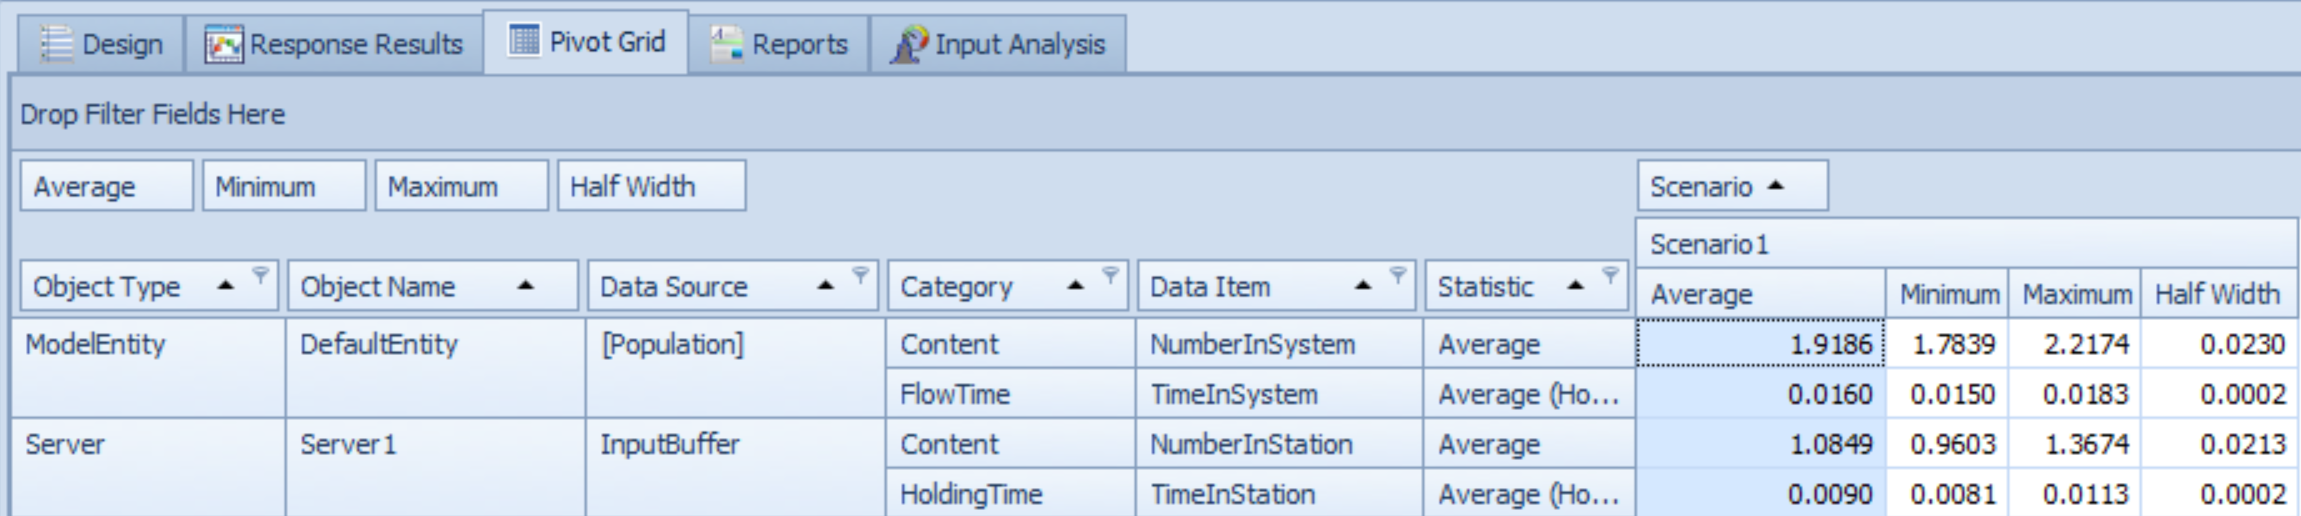 Design Response Results Pivot Grid Reports Input Analysis
Drop Filter Fields Here
Average Minimum Maximum Half Width Scenario
Scenario1
Object Type Object Name Data Source Category Data Item Statistic Average Minimum Maximum Half Width
ModelEntity DefaultEntity [Population] Content NumberInSystem Average 1.9186 1.7839 2.2174 0.0230
FlowTime TimeInSystem Average (Ho... 0.0160 0.0150 0.0183 0.0002
Server Server1 InputBuffer Content NumberInStation Average 1.0849 0.9603 1.3674 0.0213
HoldingTime TimeInStation Average (Ho... 0.0090 0.0081 0.0113 0.0002